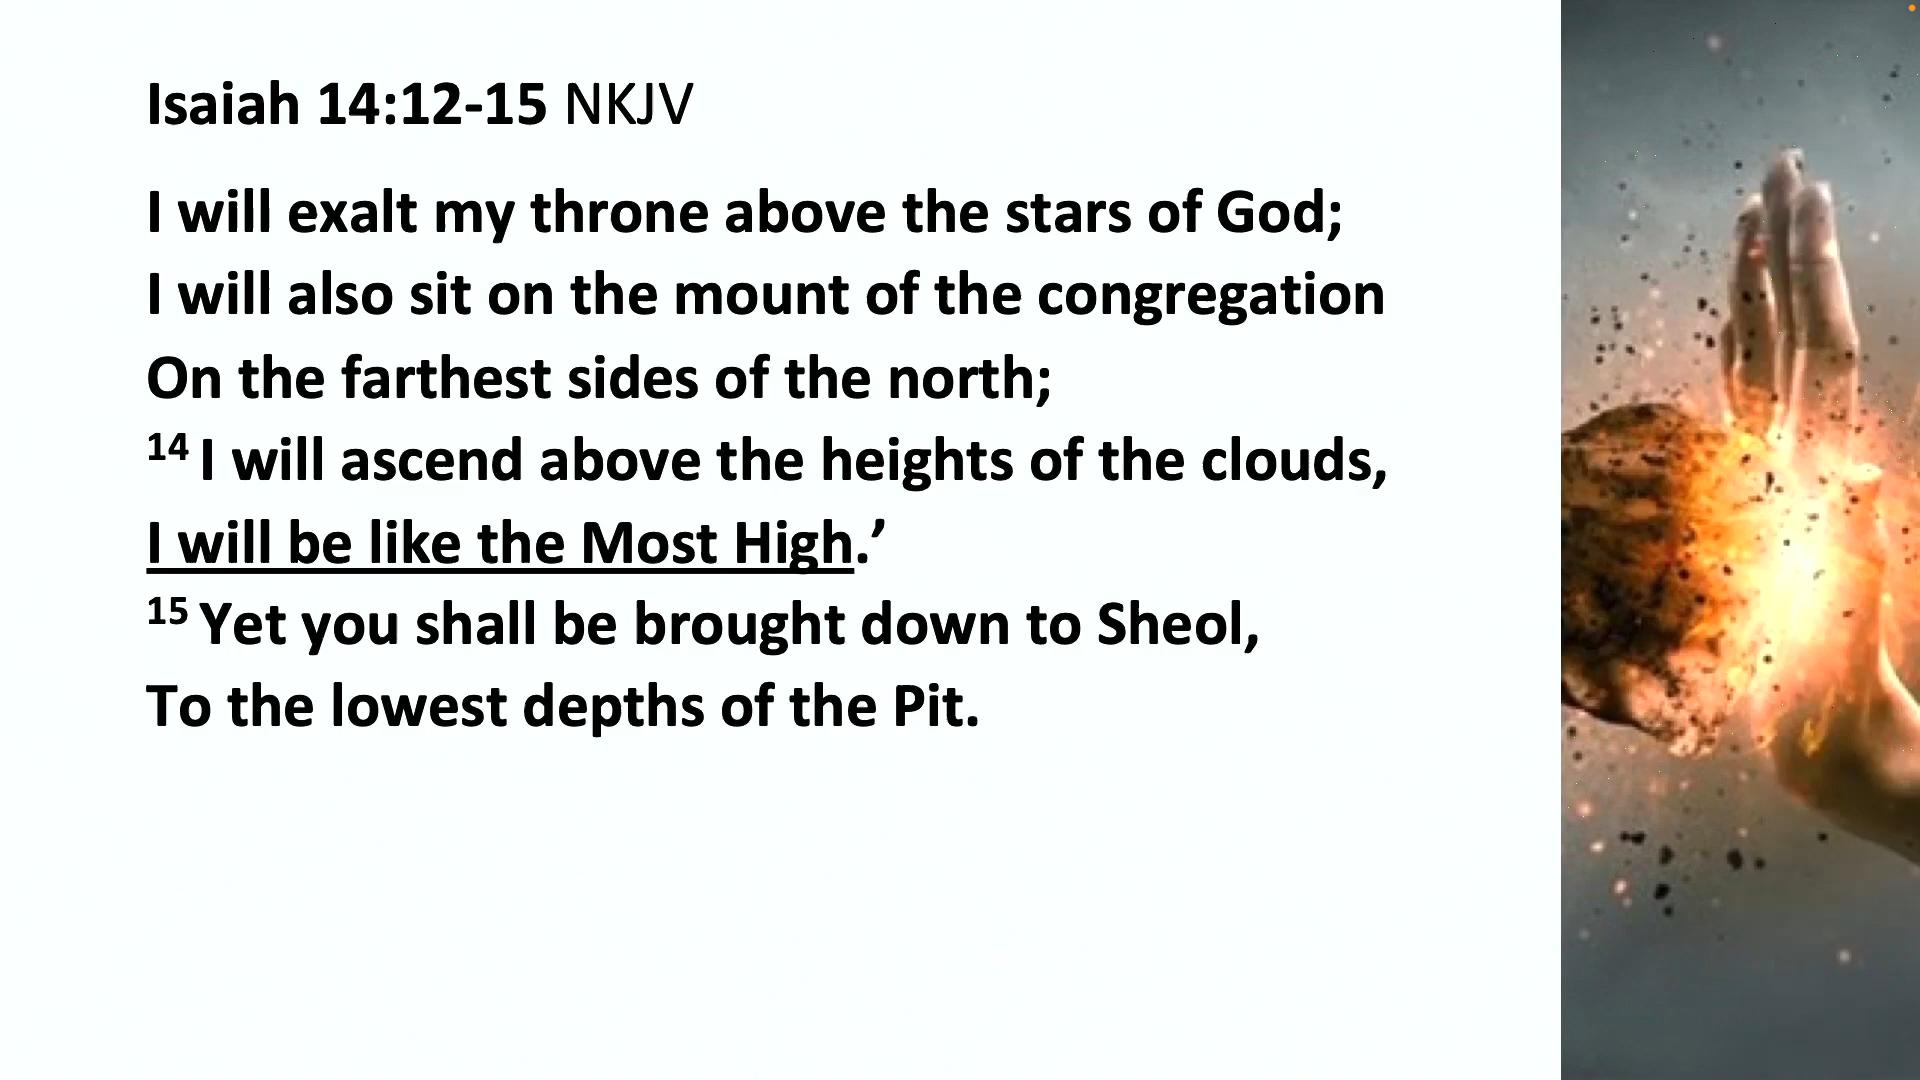 Isaiah 14:12-15 NKJV
I will exalt my throne above the stars of God;
I will also sit on the mount of the congregation
On the farthest sides of the north;
14 I will ascend above the heights of the clouds,
I will be like the Most High.’
15 Yet you shall be brought down to Sheol,
To the lowest depths of the Pit.